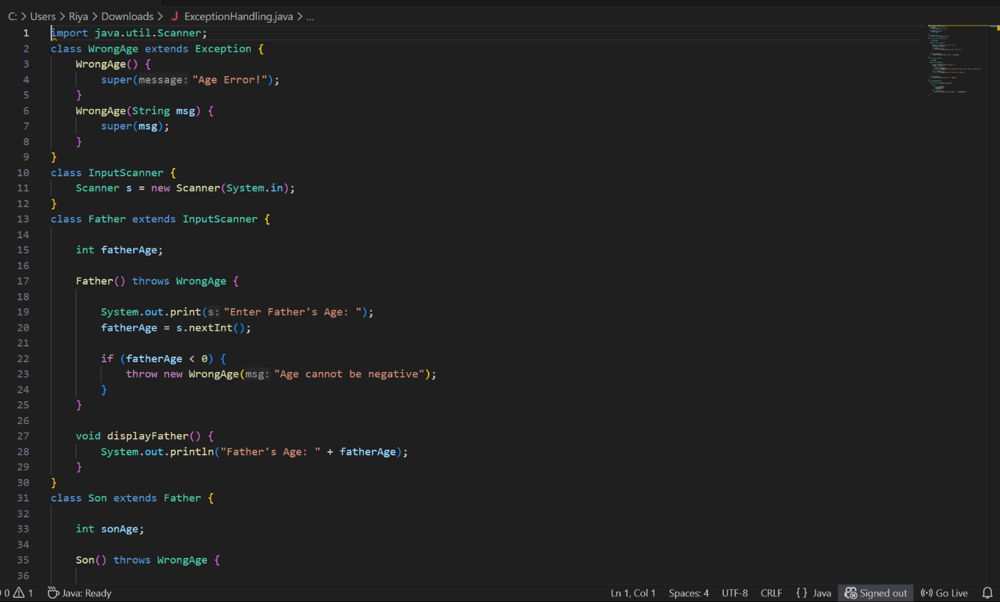 C: > Users > Riya > Downloads > J ExceptionHandling.java > ...
1 import java.util.Scanner;
2 class WrongAge extends Exception {
3     WrongAge() {
4         super(message: "Age Error!");
5     }
6     WrongAge(String msg) {
7         super(msg);
8     }
9 }
10 class InputScanner {
11     Scanner s = new Scanner(System.in);
12 }
13 class Father extends InputScanner {
14
15     int fatherAge;
16
17     Father() throws WrongAge {
18
19         System.out.print(s: "Enter Father's Age: ");
20         fatherAge = s.nextInt();
21
22         if (fatherAge < 0) {
23             throw new WrongAge(msg: "Age cannot be negative");
24         }
25     }
26
27     void displayFather() {
28         System.out.println("Father's Age: " + fatherAge);
29     }
30 }
31 class Son extends Father {
32
33     int sonAge;
34
35     Son() throws WrongAge {
36
0 1 Java: Ready Ln 1, Col 1 Spaces: 4 UTF-8 CRLF {} Java Signed out Go Live